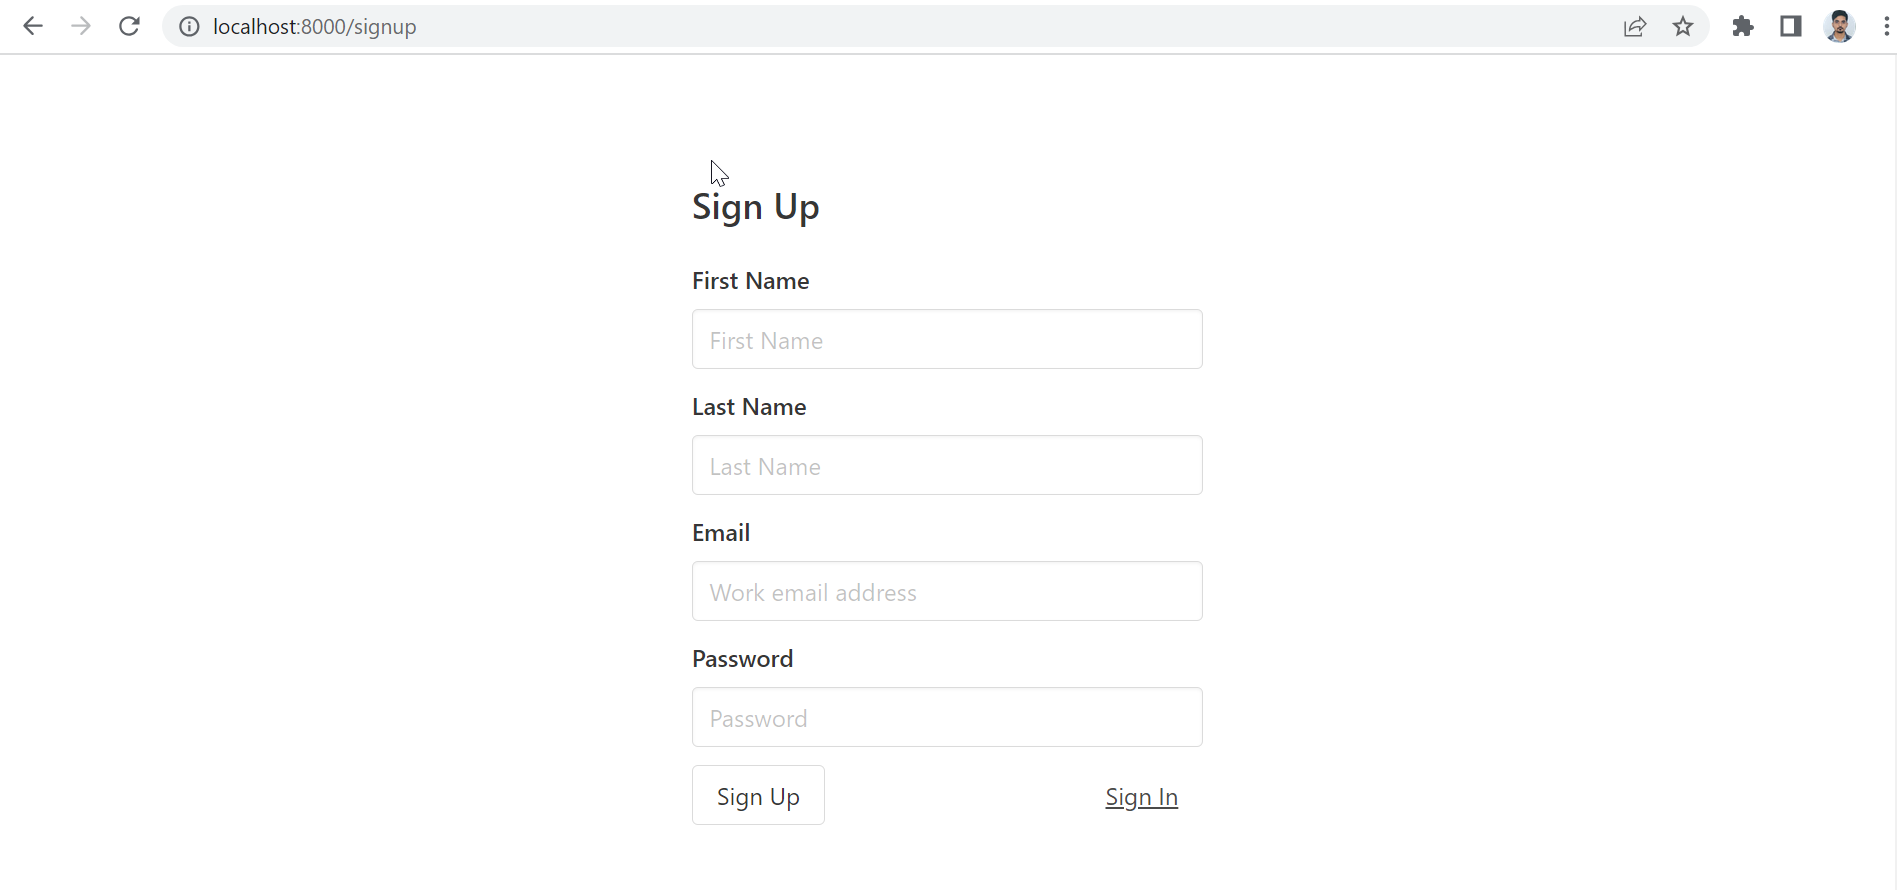 localhost:8000/signup
Sign Up
First Name
First Name
Last Name
Last Name
Email
Work email address
Password
Password
Sign Up
Sign In